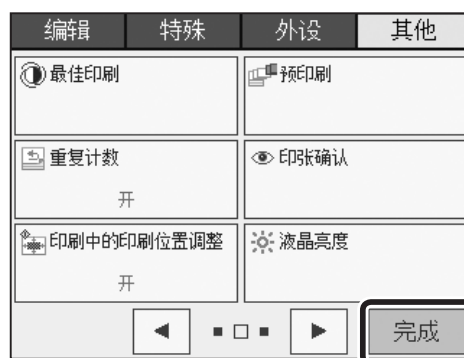 编辑 特殊 外设 其他
最佳印刷 预印刷
重复计数 印张确认
开
印刷中的印刷位置调整 液晶亮度
开
完成